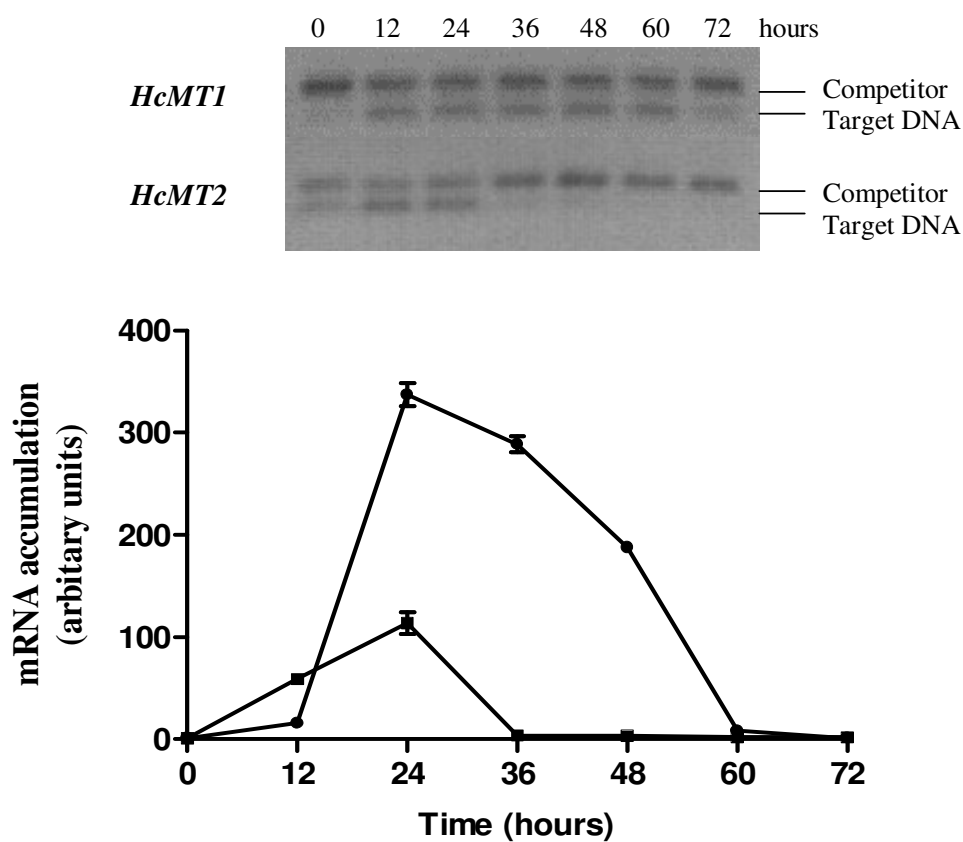 0 12 24 36 48 60 72 hours
HcMT1
Competitor
Target DNA
HcMT2
Competitor
Target DNA
mRNA accumulation
(arbitary units)
400
300
200
100
0
0 12 24 36 48 60 72
Time (hours)